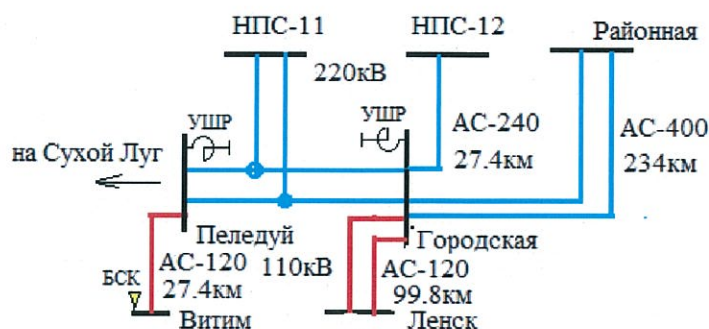 НПС-11
НПС-12
Районная
220кВ
УШР
УШР
АС-240
27.4км
АС-400
234км
на Сухой Луг
Пеледуй
Городская
АС-120
27.4км
110кВ
АС-120
99.8км
БСК
Витим
Ленск